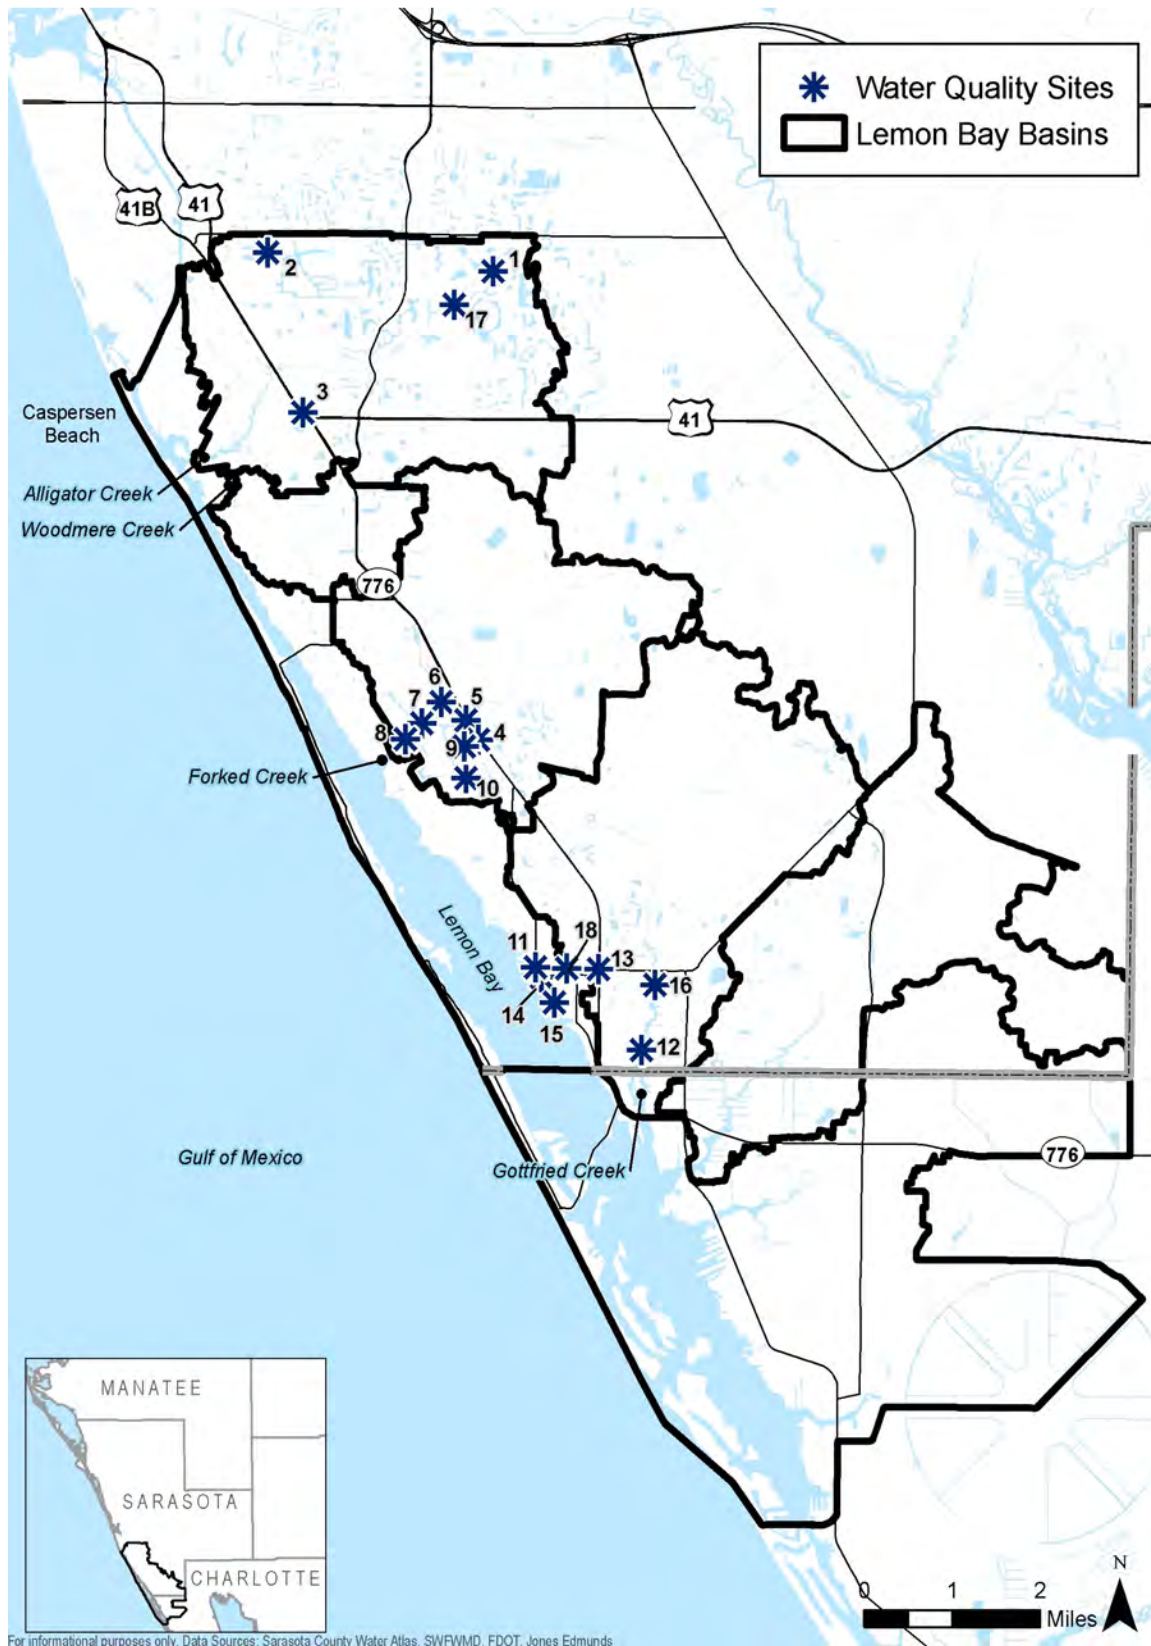 Water Quality Sites
Lemon Bay Basins
41B
41
2
1
17
3
41
Caspersen
Beach
Alligator Creek
Woodmere Creek
776
6
5
7
8
4
9
10
Forked Creek
Lemon Bay
11
18
13
16
14
15
12
Gulf of Mexico
Gottfried Creek
776
MANATEE
SARASOTA
CHARLOTTE
N
0 1 2
Miles
For informational purposes only. Data Sources: Sarasota County Water Atlas, SWFWMD, FDOT, Jones Edmunds